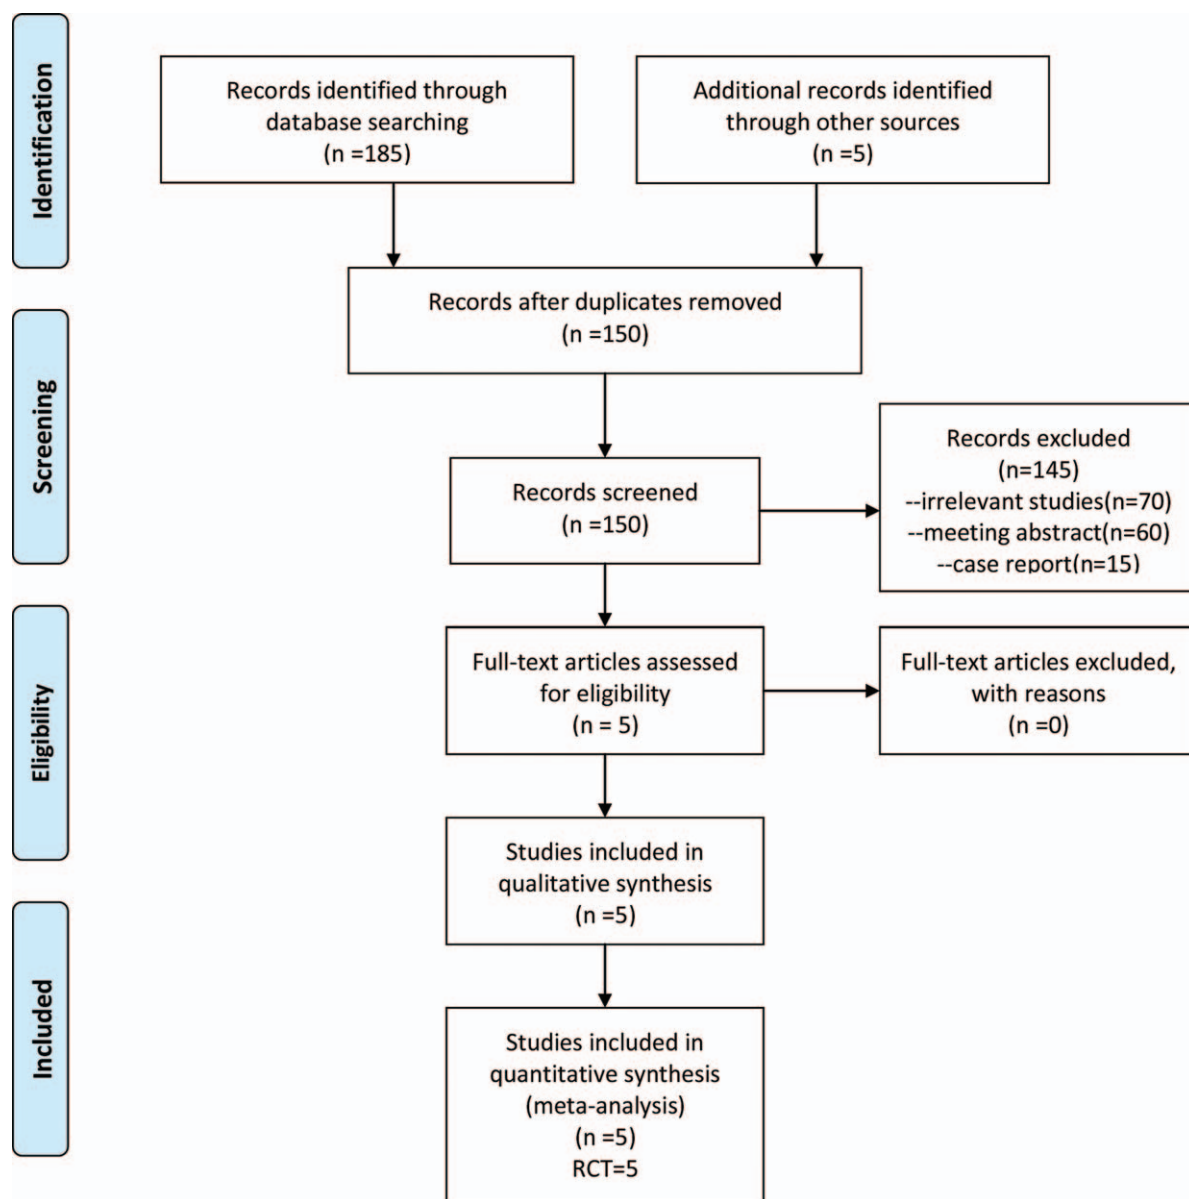 Identification
Records identified through
database searching
(n =185)
Additional records identified
through other sources
(n =5)
Records after duplicates removed
(n =150)
Screening
Records screened
(n =150)
Records excluded
(n=145)
--irrelevant studies(n=70)
--meeting abstract(n=60)
--case report(n=15)
Eligibility
Full-text articles assessed
for eligibility
(n = 5)
Full-text articles excluded,
with reasons
(n =0)
Studies included in
qualitative synthesis
(n =5)
Included
Studies included in
quantitative synthesis
(meta-analysis)
(n =5)
RCT=5